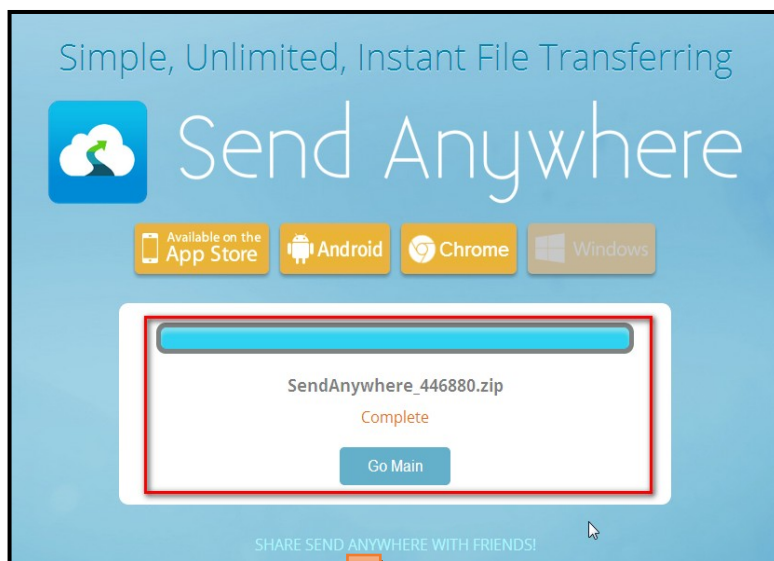 Simple, Unlimited, Instant File Transferring
Send Anywhere
Available on the
App Store
Android
Chrome
Windows
SendAnywhere_446880.zip
Complete
Go Main
SHARE SEND ANYWHERE WITH FRIENDS!